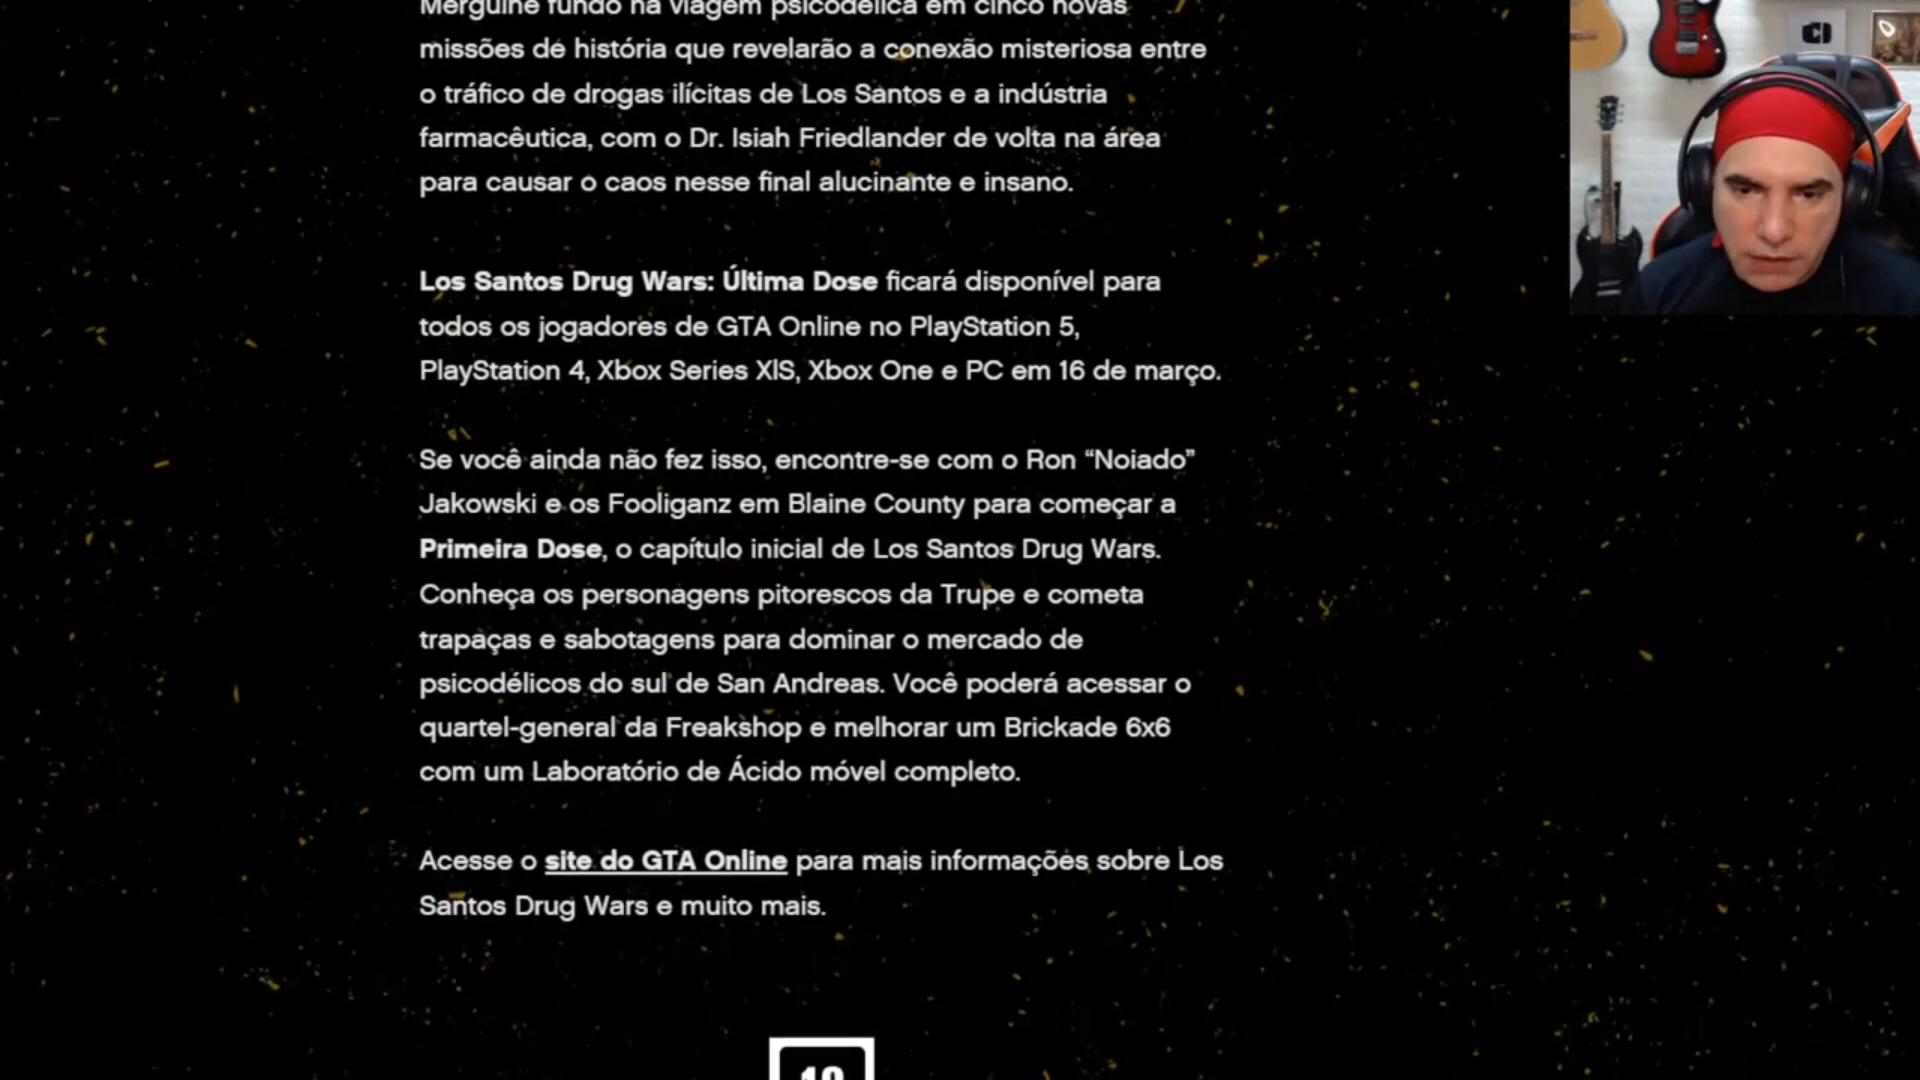 Mergulhe fundo na viagem psicodélica em cinco novas
missões de história que revelarão a conexão misteriosa entre
o tráfico de drogas ilícitas de Los Santos e a indústria
farmacêutica, com o Dr. Isiah Friedlander de volta na área
para causar o caos nesse final alucinante e insano.
Los Santos Drug Wars: Última Dose ficará disponível para
todos os jogadores de GTA Online no PlayStation 5,
PlayStation 4, Xbox Series X|S, Xbox One e PC em 16 de março.
Se você ainda não fez isso, encontre-se com o Ron “Noiado”
Jakowski e os Fooliganz em Blaine County para começar a
Primeira Dose, o capítulo inicial de Los Santos Drug Wars.
Conheça os personagens pitorescos da Trupe e cometa
trapaças e sabotagens para dominar o mercado de
psicodélicos do sul de San Andreas. Você poderá acessar o
quartel-general da Freakshop e melhorar um Brickade 6x6
com um Laboratório de Ácido móvel completo.
Acesse o site do GTA Online para mais informações sobre Los
Santos Drug Wars e muito mais.